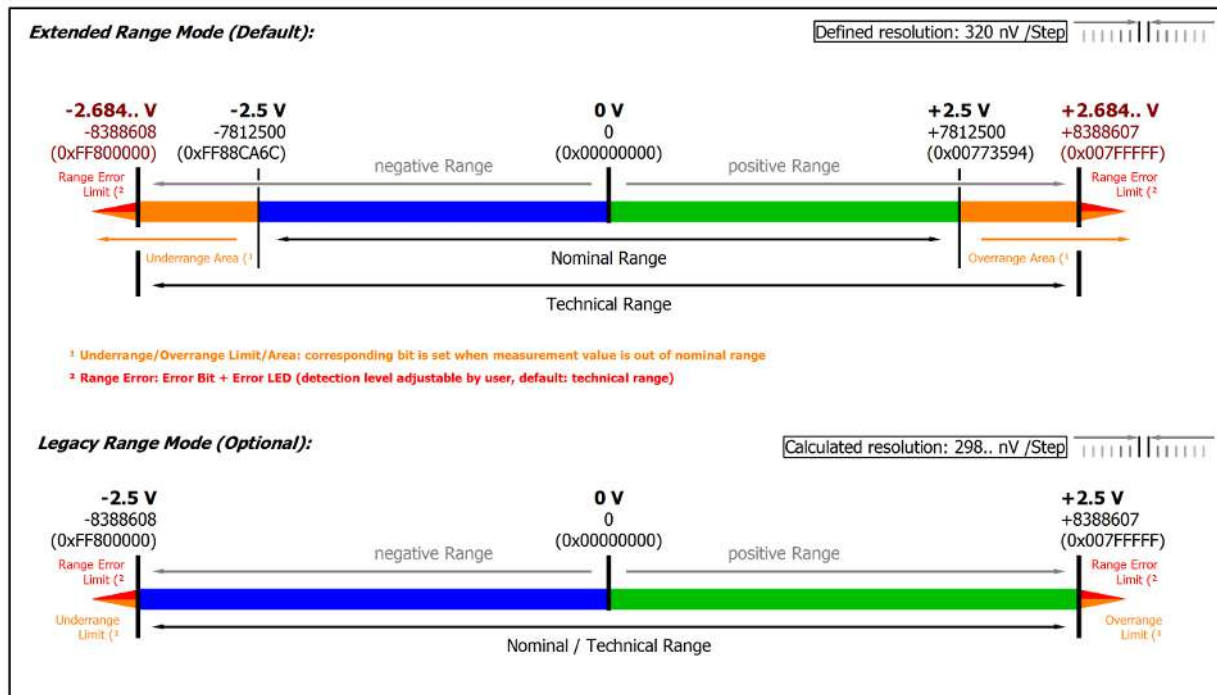 Extended Range Mode (Default):
Defined resolution: 320 nV /Step
-2.684.. V
-8388608
(0xFF800000)
-2.5 V
-7812500
(0xFF88CA6C)
0 V
0
(0x00000000)
+2.5 V
+7812500
(0x00773594)
+2.684.. V
+8388607
(0x007FFFFF)
negative Range
positive Range
Range Error
Limit (²
Range Error
Limit (²
Underrange Area (¹
Nominal Range
Overrange Area (¹
Technical Range
¹ Underrange/Overrange Limit/Area: corresponding bit is set when measurement value is out of nominal range
² Range Error: Error Bit + Error LED (detection level adjustable by user, default: technical range)
Legacy Range Mode (Optional):
Calculated resolution: 298.. nV /Step
-2.5 V
-8388608
(0xFF800000)
0 V
0
(0x00000000)
+2.5 V
+8388607
(0x007FFFFF)
negative Range
positive Range
Range Error
Limit (²
Range Error
Limit (²
Underrange
Limit (¹
Overrange
Limit (¹
Nominal / Technical Range